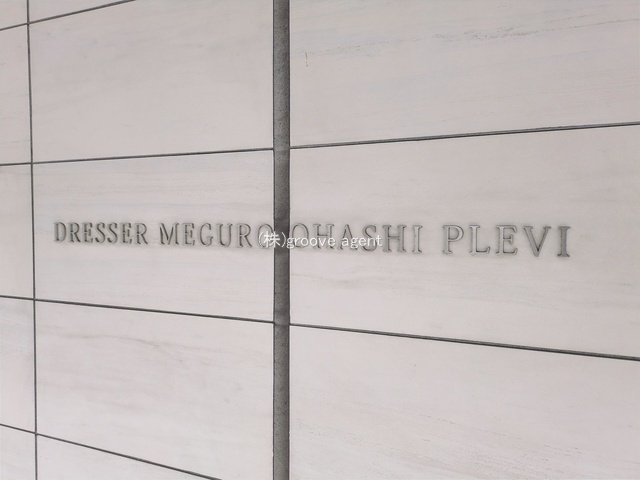 DRESSER MEGURO OHASHI PLEVI
(株)groove agent